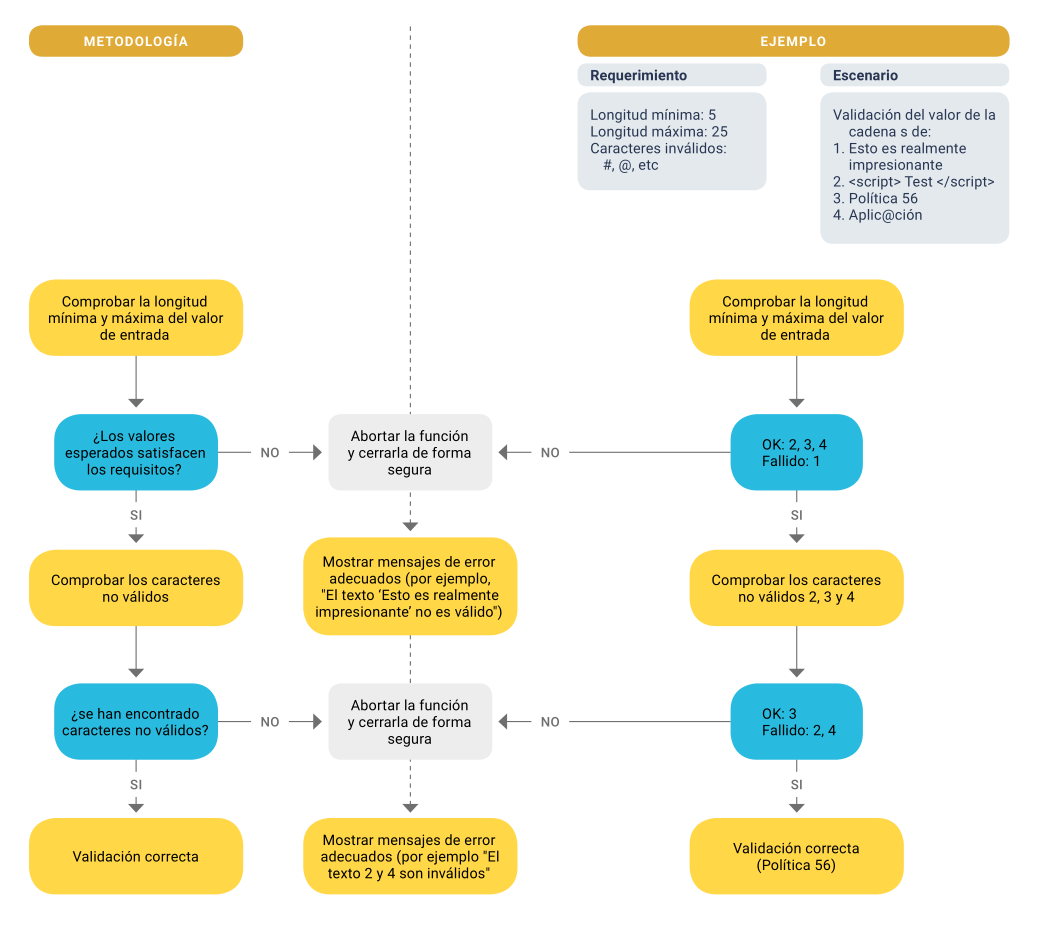 METODOLOGÍA
EJEMPLO
Requerimiento
Longitud mínima: 5
Longitud máxima: 25
Caracteres inválidos:
#, @, etc
Escenario
Validación del valor de la
cadena s de:
1. Esto es realmente
impresionante
2. <script> Test </script>
3. Política 56
4. Aplic@ción
Comprobar la longitud
mínima y máxima del valor
de entrada
Comprobar la longitud
mínima y máxima del valor
de entrada
¿Los valores
esperados satisfacen
los requisitos?
NO
Abortar la función
y cerrarla de forma
segura
NO
OK: 2, 3, 4
Fallido: 1
SI
SI
Comprobar los caracteres
no válidos
Mostrar mensajes de error
adecuados (por ejemplo,
"El texto ‘Esto es realmente
impresionante’ no es válido")
Comprobar los caracteres
no válidos 2, 3 y 4
¿se han encontrado
caracteres no válidos?
NO
Abortar la función
y cerrarla de forma
segura
NO
OK: 3
Fallido: 2, 4
SI
SI
Validación correcta
Mostrar mensajes de error
adecuados (por ejemplo "El
texto 2 y 4 son inválidos"
Validación correcta
(Política 56)